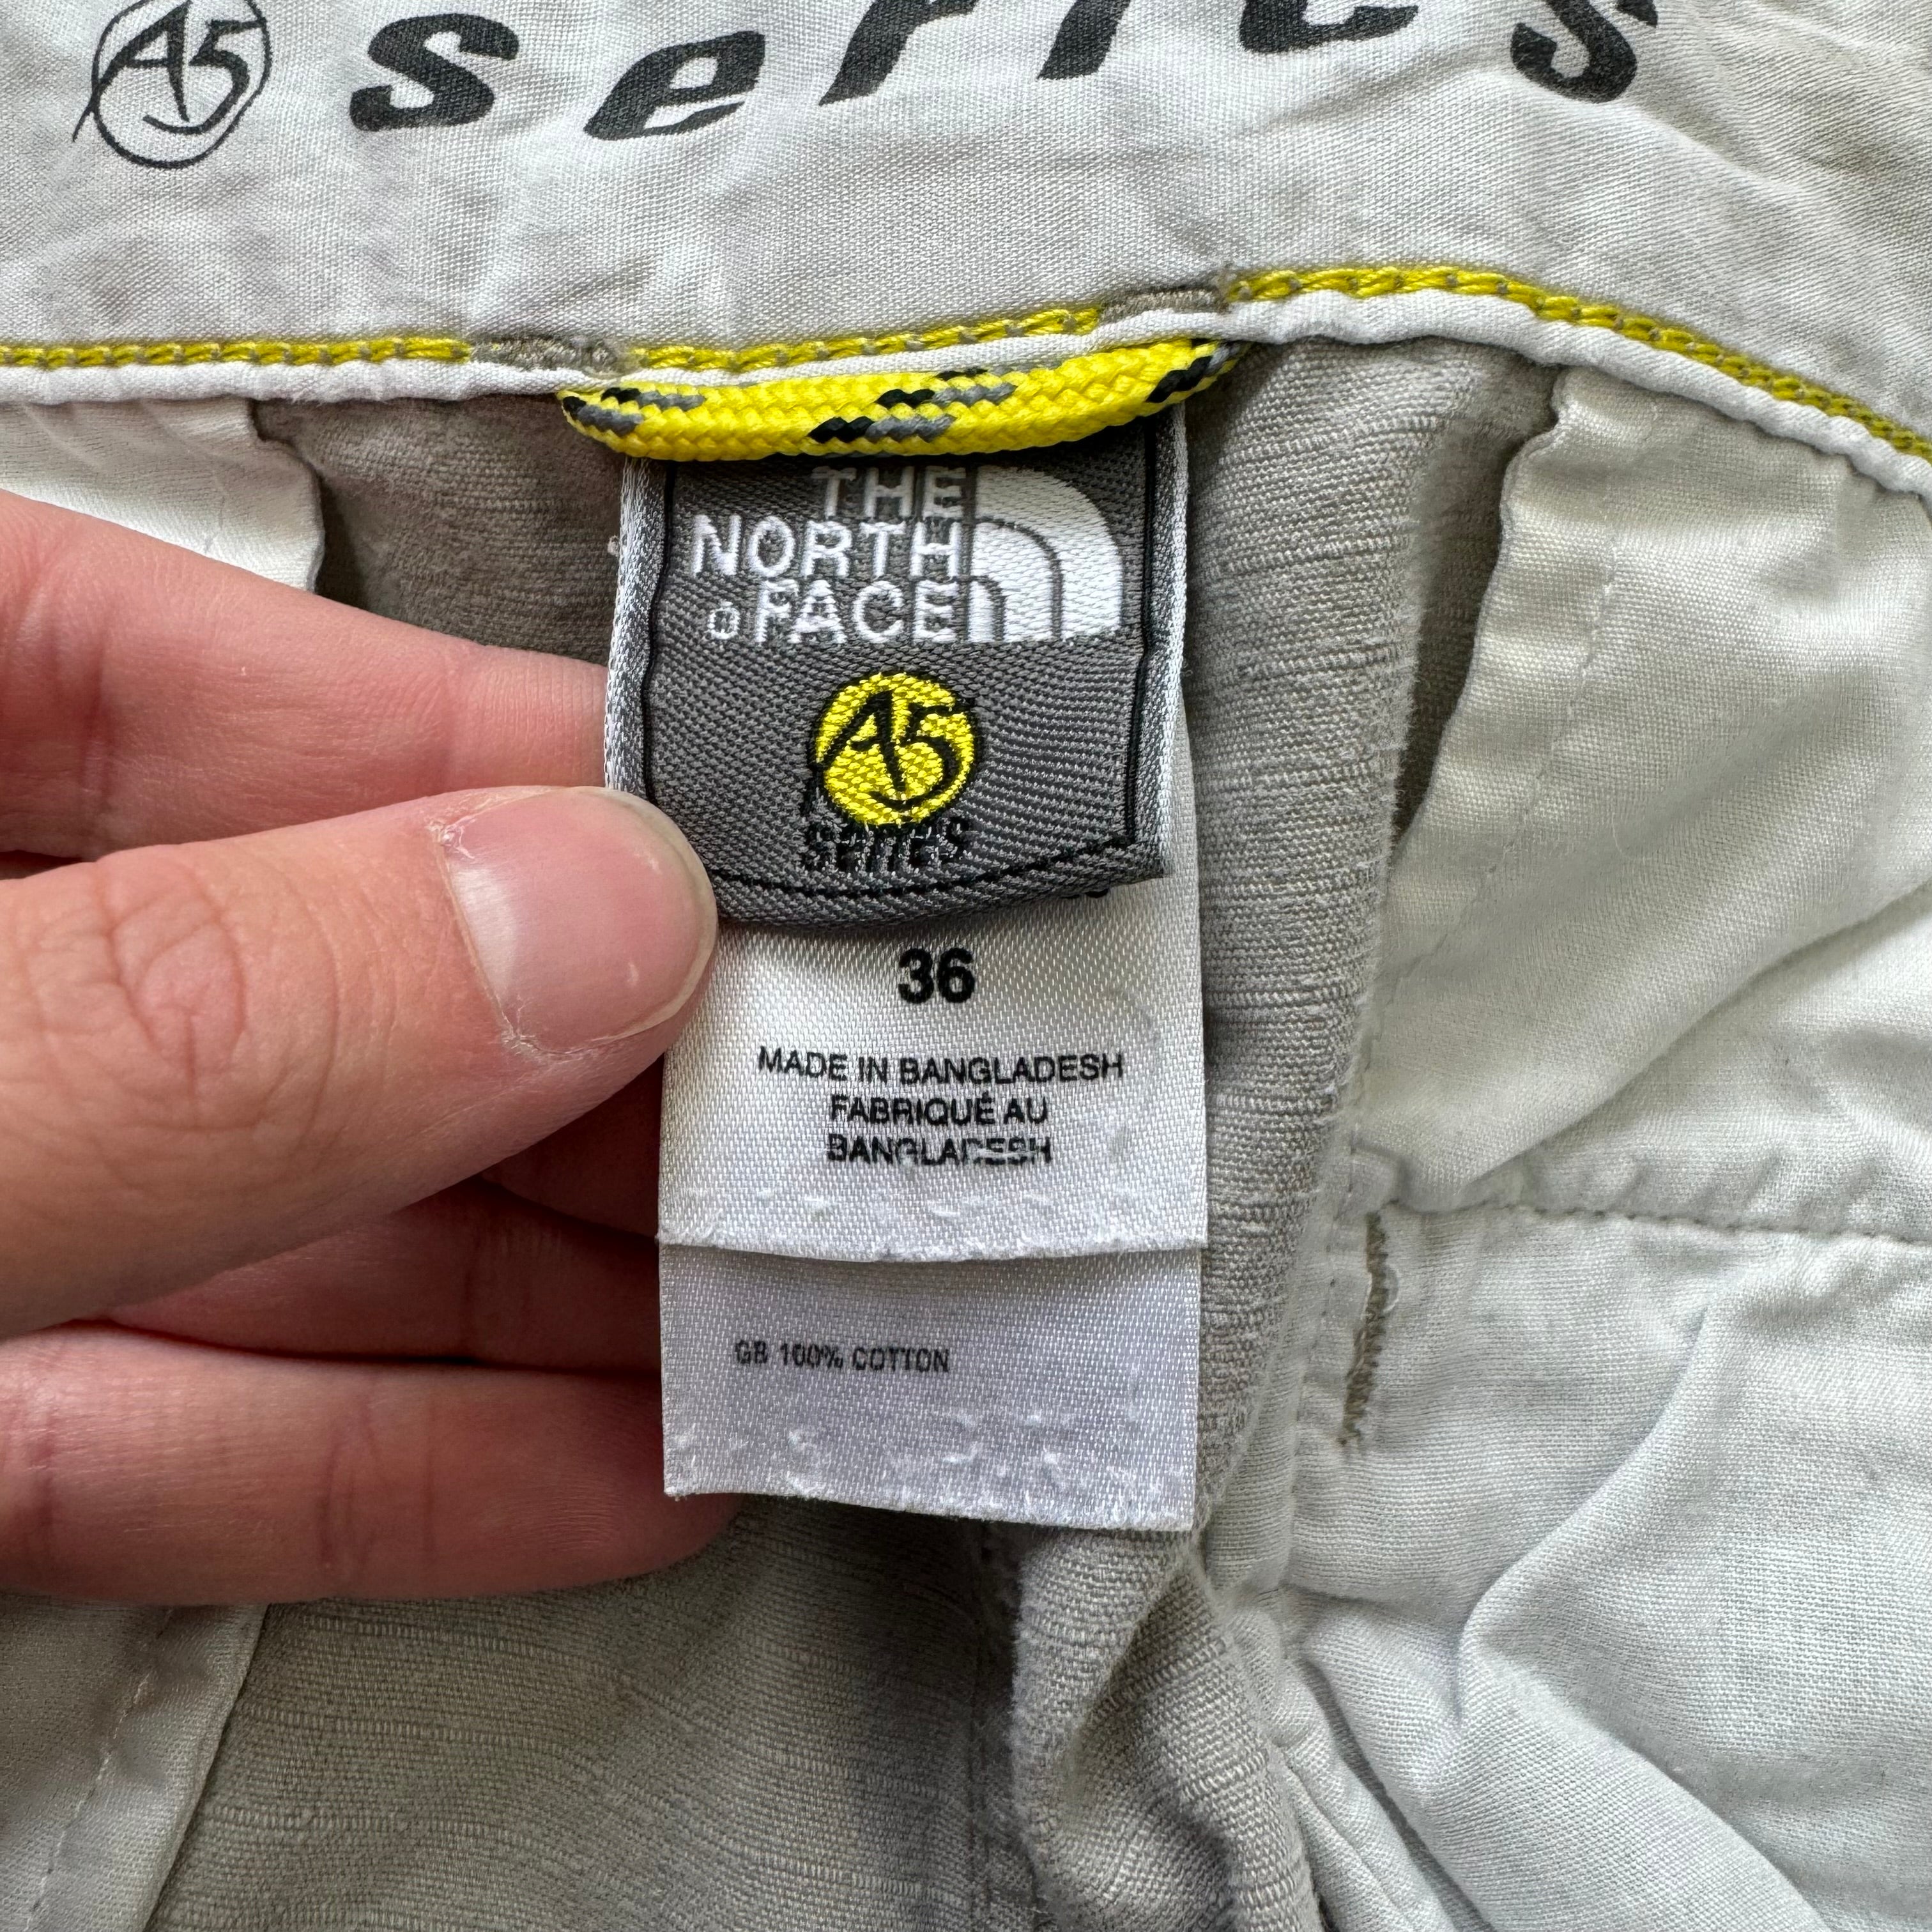 A5 series
THE
NORTH
FACE
A5
series
36
MADE IN BANGLADESH
FABRIQUÉ AU
BANGLADESH
GB 100% COTTON